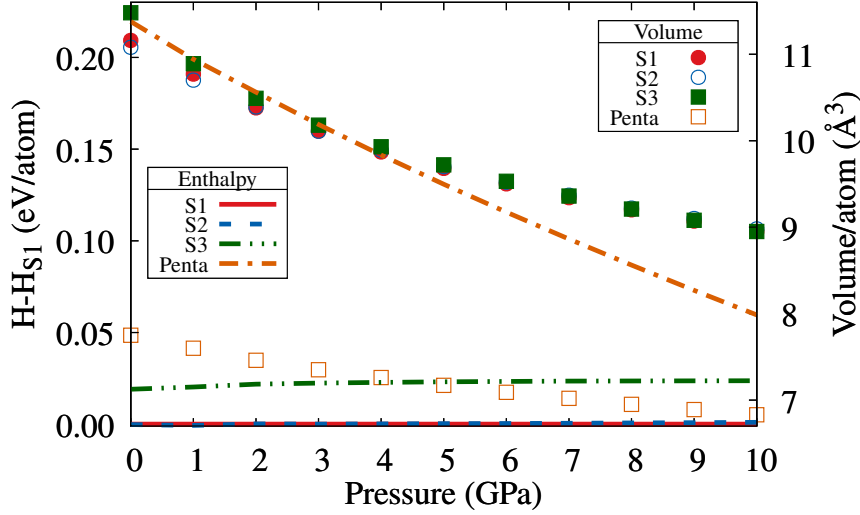 Volume
S1
S2
S3
Penta
Enthalpy
S1
S2
S3
Penta
H-H_S1 (eV/atom)
0.20
0.15
0.10
0.05
0.00
Volume/atom (Å³)
11
10
9
8
7
0 1 2 3 4 5 6 7 8 9 10
Pressure (GPa)